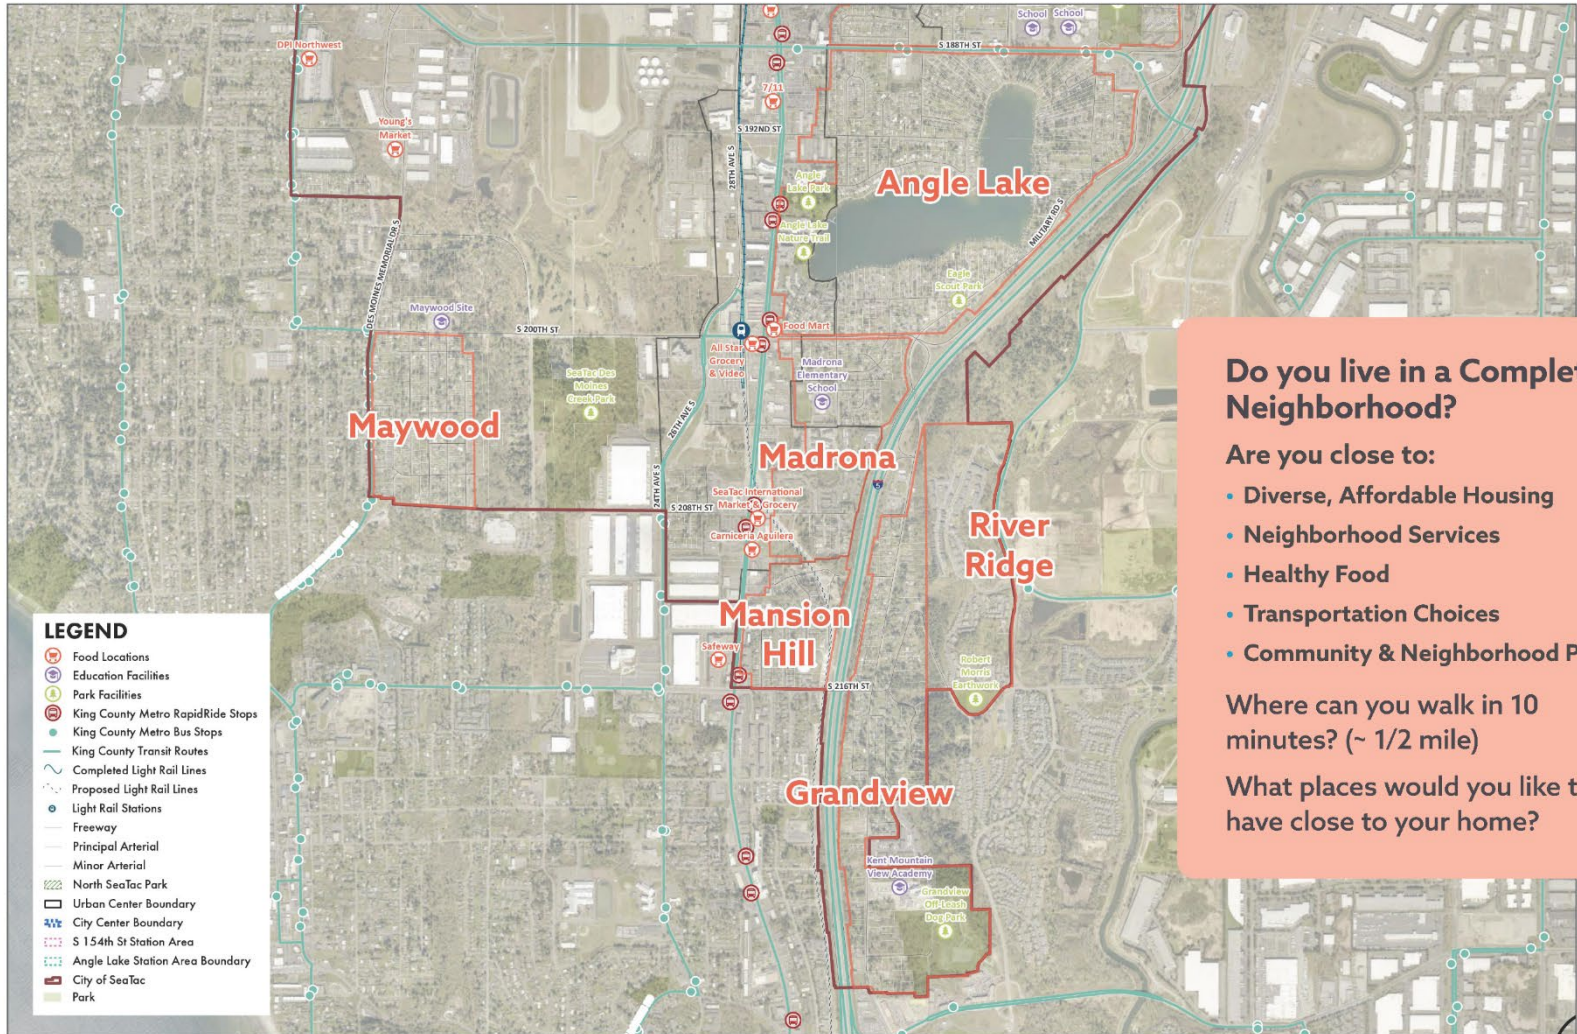 School
School
S 188TH ST
DPI Northwest
7/11
Young's
Market
S 192ND ST
28TH AVE S
Angle
Lake Park
Angle Lake
Angle Lake
Nature Trail
MILITARY RD S
DES MOINES MEMORIAL DR S
Eagle
Scout Park
Maywood Site
S 200TH ST
Food Mart
All Star
Grocery
& Video
Madrona
Elementary
School
SeaTac Des
Moines
Creek Park
26TH AVE S
Maywood
Madrona
24TH AVE S
S 208TH ST
SeaTac International
Market & Grocery
Carniceria Aguilera
5
River
Ridge
Mansion
Hill
Safeway
S 216TH ST
Robert
Morris
Earthwork
Grandview
Kent Mountain
View Academy
Grandview
Off-Leash
Dog Park
Do you live in a Complet
Neighborhood?
Are you close to:
• Diverse, Affordable Housing
• Neighborhood Services
• Healthy Food
• Transportation Choices
• Community & Neighborhood P
Where can you walk in 10
minutes? (~ 1/2 mile)
What places would you like t
have close to your home?
LEGEND
Food Locations
Education Facilities
Park Facilities
King County Metro RapidRide Stops
King County Metro Bus Stops
King County Transit Routes
Completed Light Rail Lines
Proposed Light Rail Lines
Light Rail Stations
Freeway
Principal Arterial
Minor Arterial
North SeaTac Park
Urban Center Boundary
City Center Boundary
S 154th St Station Area
Angle Lake Station Area Boundary
City of SeaTac
Park